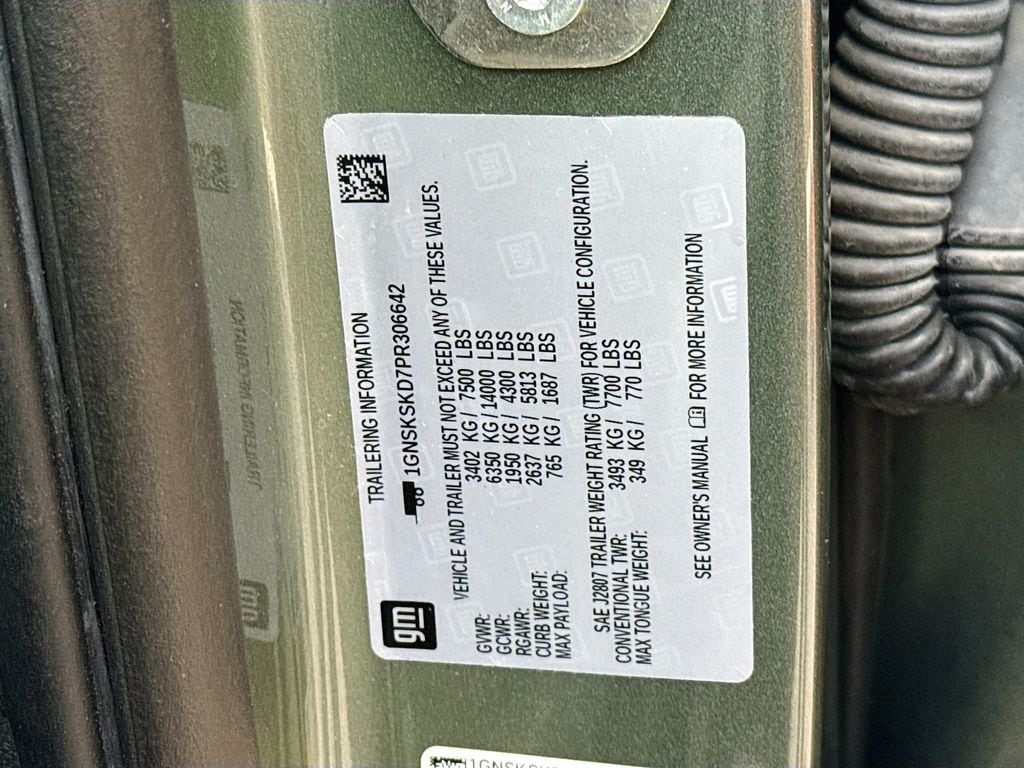 gm
TRAILERING INFORMATION
1GNSKSKD7PR306642
VEHICLE AND TRAILER MUST NOT EXCEED ANY OF THESE VALUES.
GVWR: 3402 KG / 7500 LBS
GCWR: 6350 KG / 14000 LBS
RGAWR: 1950 KG / 4300 LBS
CURB WEIGHT: 2637 KG / 5813 LBS
MAX PAYLOAD: 765 KG / 1687 LBS
SAE J2807 TRAILER WEIGHT RATING (TWR) FOR VEHICLE CONFIGURATION.
CONVENTIONAL TWR: 3493 KG / 7700 LBS
MAX TONGUE WEIGHT: 349 KG / 770 LBS
SEE OWNER'S MANUAL FOR MORE INFORMATION